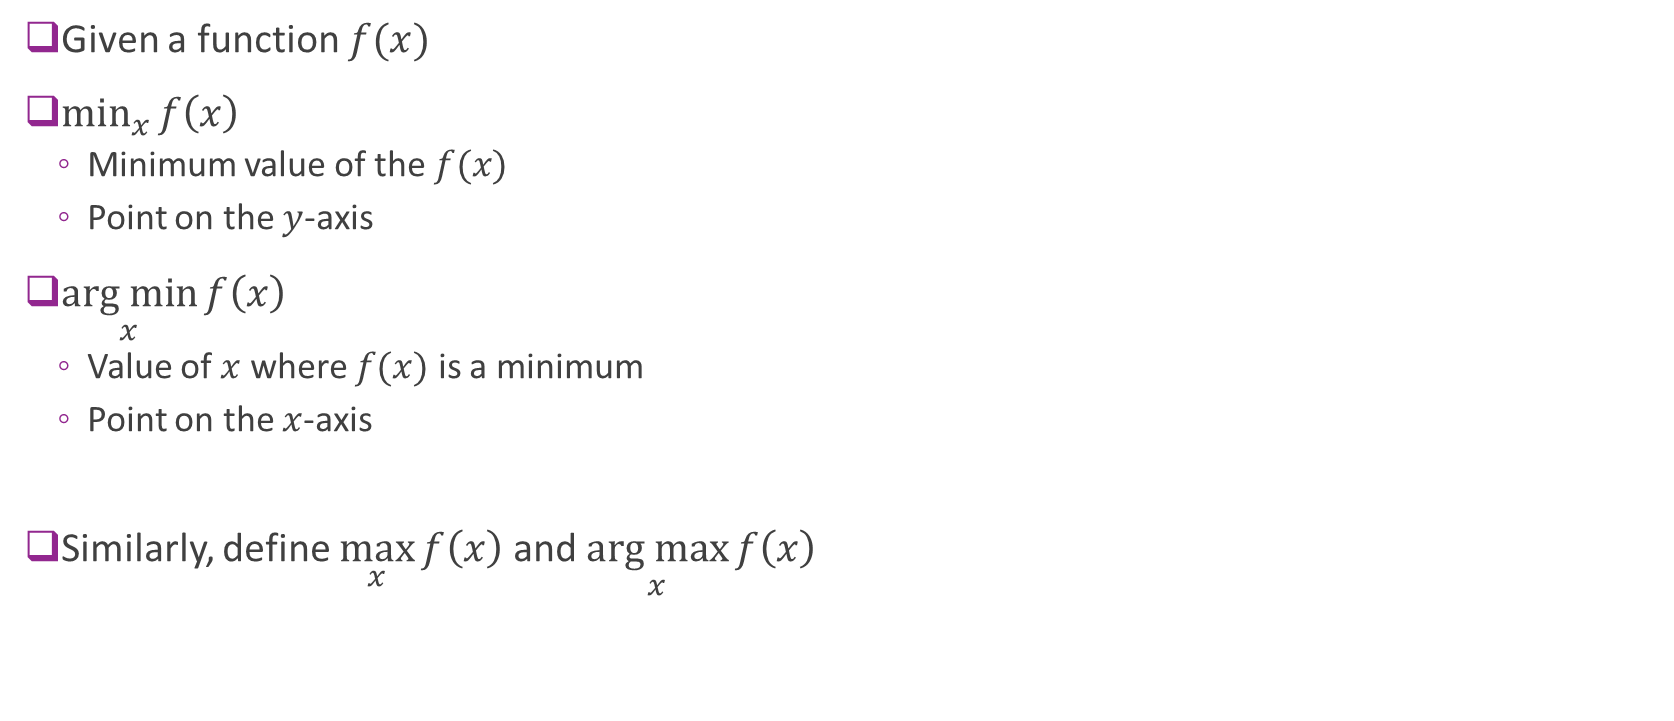 ❑Given a function f(x)
❑minₓ f(x)
◦ Minimum value of the f(x)
◦ Point on the y-axis
❑arg min f(x)
x
◦ Value of x where f(x) is a minimum
◦ Point on the x-axis
❑Similarly, define max f(x) and arg max f(x)
x x